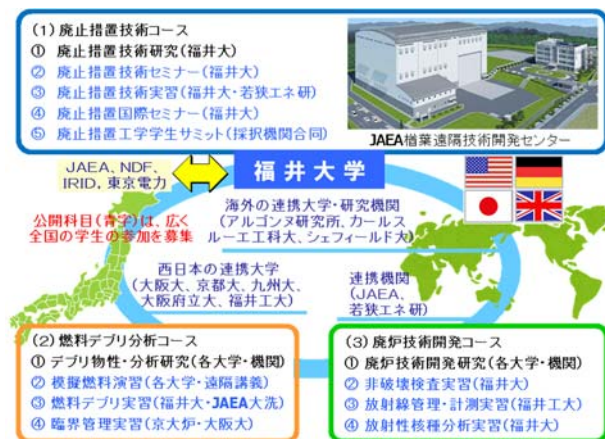 (1) 廃止措置技術コース
① 廃止措置技術研究(福井大)
② 廃止措置技術セミナー(福井大)
③ 廃止措置技術実習(福井大・若狭エネ研)
④ 廃止措置国際セミナー(福井大)
⑤ 廃止措置工学学生サミット(採択機関合同)
JAEA楢葉遠隔技術開発センター
JAEA、NDF、
IRID，東京電力
福井大学
公開科目(青字)は、広く
全国の学生の参加を募集
海外の連携大学・研究機関
(アルゴンヌ研究所、カールス
ルーエ工科大、シェフィールド大)
西日本の連携大学
(大阪大、京都大、九州大、
大阪府立大、福井工大)
連携機関
(JAEA、
若狭エネ研)
(2) 燃料デブリ分析コース
① デブリ物性・分析研究(各大学・機関)
② 模擬燃料演習(各大学・遠隔講義)
③ 燃料デブリ実習(福井大・JAEA大洗)
④ 臨界管理実習(京大炉・大阪大)
(3) 廃炉技術開発コース
① 廃炉技術開発研究(各大学・機関)
② 非破壊検査実習(福井大)
③ 放射線管理・計測実習(福井工大)
④ 放射性核種分析実習(福井大)